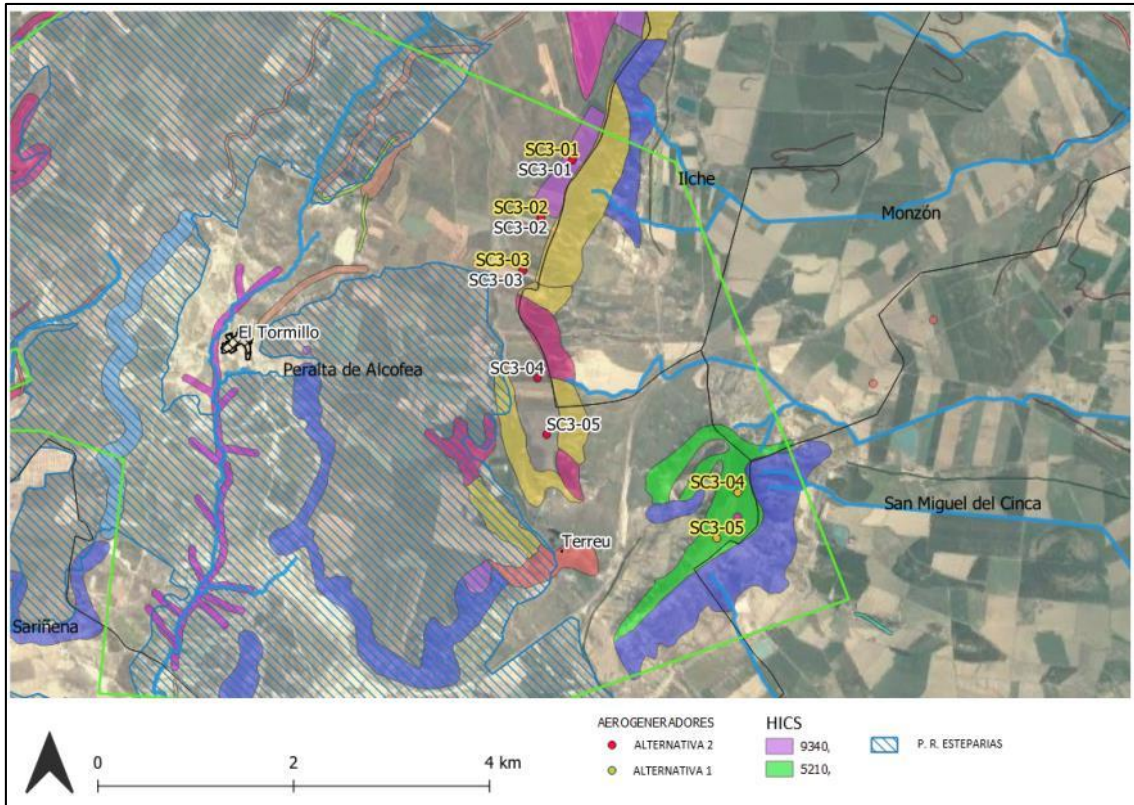 SC3-01
SC3-01
Ilche
SC3-02
SC3-02
Monzón
SC3-03
SC3-03
El Tormillo
Peralta de Alcofea
SC3-04
SC3-05
SC3-04
San Miguel del Cinca
SC3-05
Terreu
Sariñena
AEROGENERADORES
ALTERNATIVA 2
ALTERNATIVA 1
HICS
9340,
5210,
P. R. ESTEPARIAS
0 2 4 km